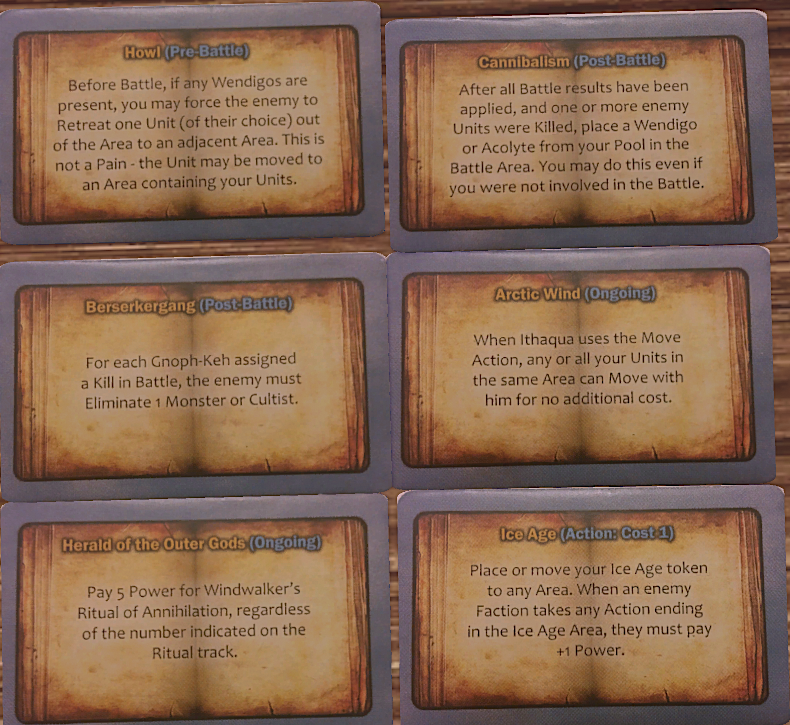 Howl (Pre-Battle)
Before Battle, if any Wendigos are
present, you may force the enemy to
Retreat one Unit (of their choice) out
of the Area to an adjacent Area. This is
not a Pain - the Unit may be moved to
an Area containing your Units.
Cannibalism (Post-Battle)
After all Battle results have been
applied, and one or more enemy
Units were Killed, place a Wendigo
or Acolyte from your Pool in the
Battle Area. You may do this even if
you were not involved in the Battle.
Berserkergang (Post-Battle)
For each Gnoph-Keh assigned
a Kill in Battle, the enemy must
Eliminate 1 Monster or Cultist.
Arctic Wind (Ongoing)
When Ithaqua uses the Move
Action, any or all your Units in
the same Area can Move with
him for no additional cost.
Herald of the Outer Gods (Ongoing)
Pay 5 Power for Windwalker's
Ritual of Annihilation, regardless
of the number indicated on the
Ritual track.
Ice Age (Action: Cost 1)
Place or move your Ice Age token
to any Area. When an enemy
Faction takes any Action ending
in the Ice Age Area, they must pay
+1 Power.